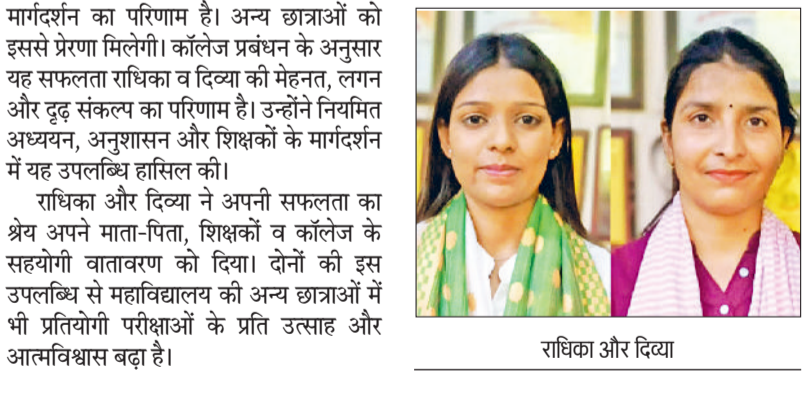 मार्गदर्शन का परिणाम है। अन्य छात्राओं को
इससे प्रेरणा मिलेगी। कॉलेज प्रबंधन के अनुसार
यह सफलता राधिका व दिव्या की मेहनत, लगन
और दृढ़ संकल्प का परिणाम है। उन्होंने नियमित
अध्ययन, अनुशासन और शिक्षकों के मार्गदर्शन
में यह उपलब्धि हासिल की।
राधिका और दिव्या ने अपनी सफलता का
श्रेय अपने माता-पिता, शिक्षकों व कॉलेज के
सहयोगी वातावरण को दिया। दोनों की इस
उपलब्धि से महाविद्यालय की अन्य छात्राओं में
भी प्रतियोगी परीक्षाओं के प्रति उत्साह और
आत्मविश्वास बढ़ा है।
राधिका और दिव्या